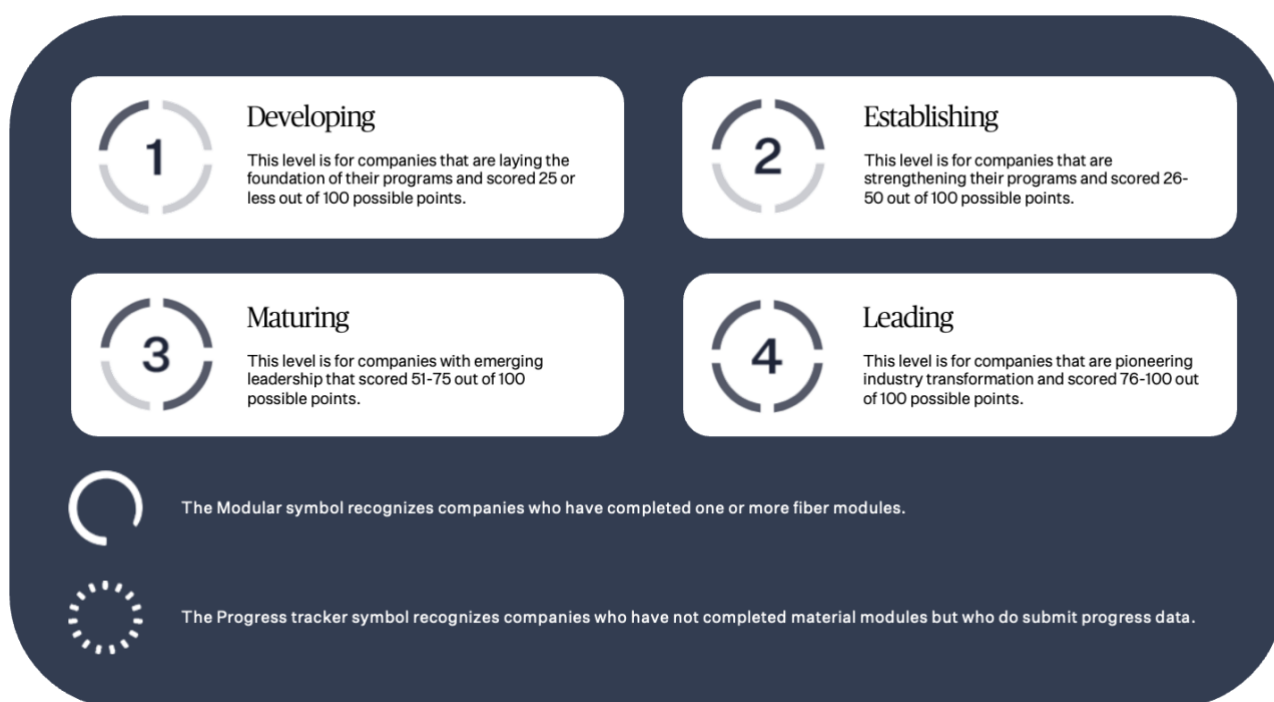 1
Developing
This level is for companies that are laying the
foundation of their programs and scored 25 or
less out of 100 possible points.
2
Establishing
This level is for companies that are
strengthening their programs and scored 26-
50 out of 100 possible points.
3
Maturing
This level is for companies with emerging
leadership that scored 51-75 out of 100
possible points.
4
Leading
This level is for companies that are pioneering
industry transformation and scored 76-100 out
of 100 possible points.
The Modular symbol recognizes companies who have completed one or more fiber modules.
The Progress tracker symbol recognizes companies who have not completed material modules but who do submit progress data.